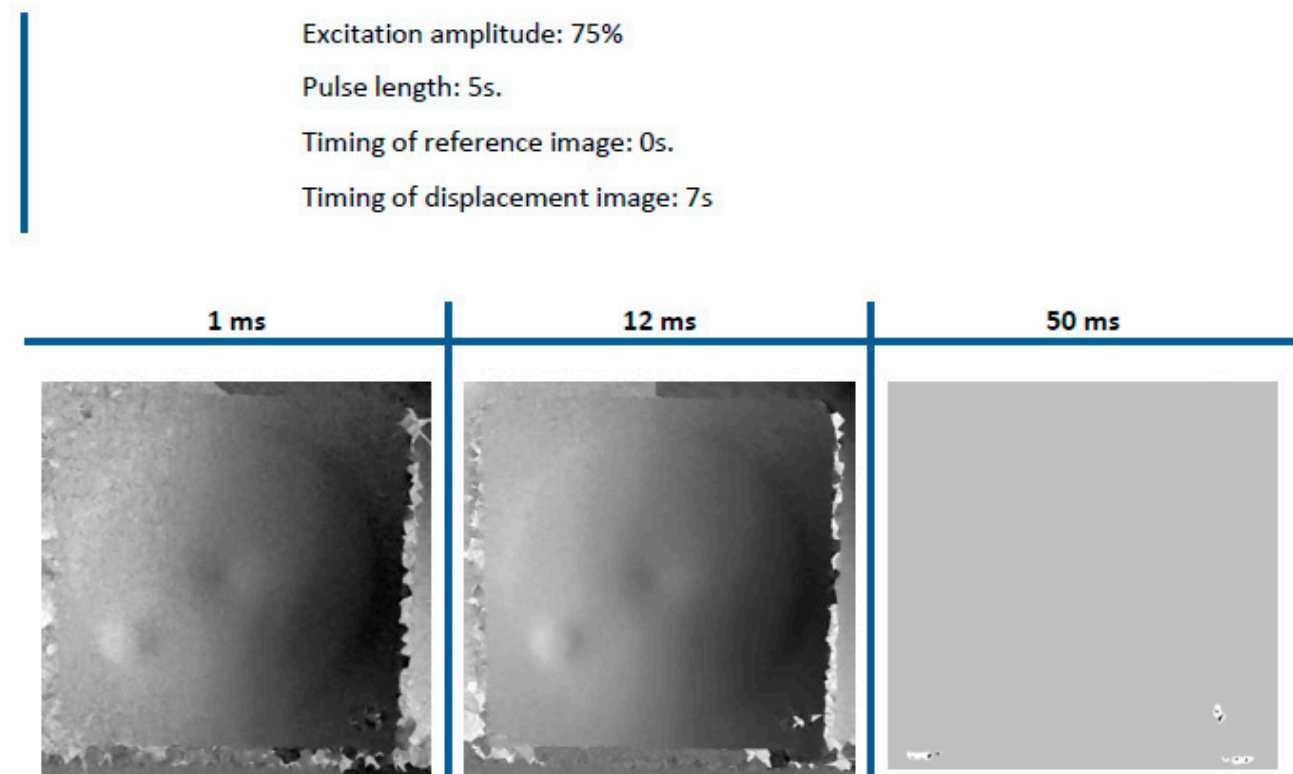 Excitation amplitude: 75%
Pulse length: 5s.
Timing of reference image: 0s.
Timing of displacement image: 7s
1 ms
12 ms
50 ms